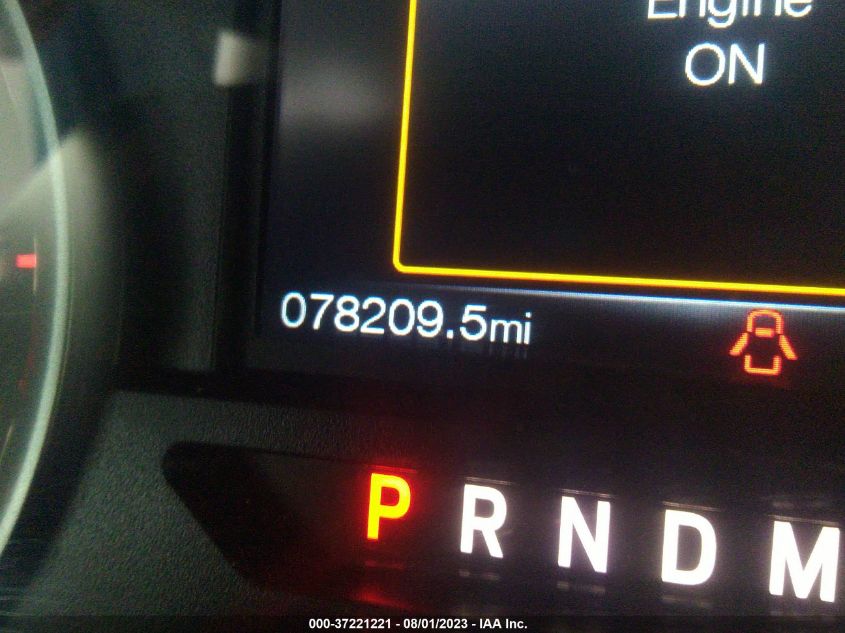 Engine
ON
078209.5mi
P R N D M
000-37221221 - 08/01/2023 - IAA Inc.